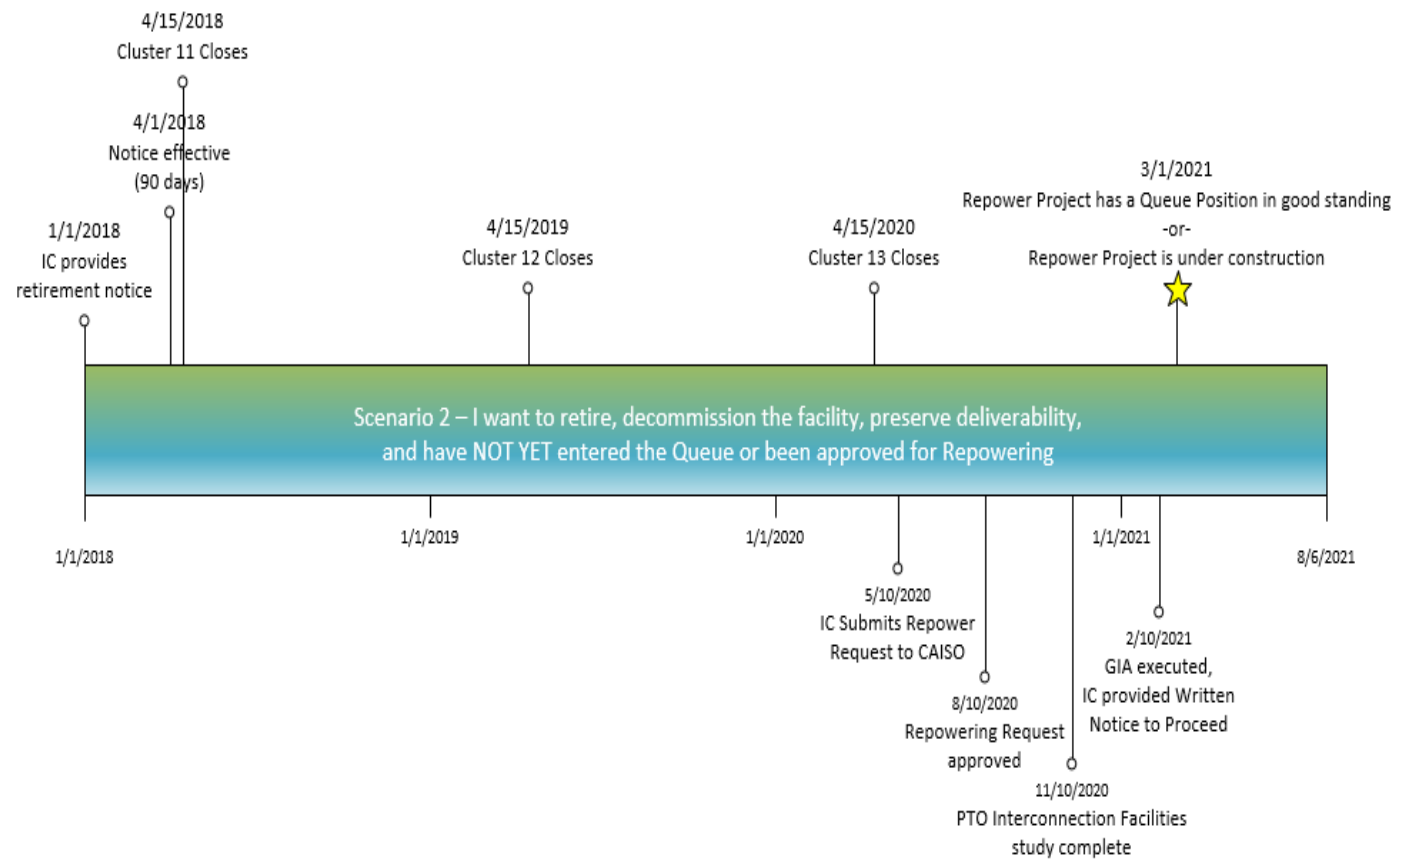 4/15/2018
Cluster 11 Closes
4/1/2018
Notice effective
(90 days)
1/1/2018
IC provides
retirement notice
4/15/2019
Cluster 12 Closes
4/15/2020
Cluster 13 Closes
3/1/2021
Repower Project has a Queue Position in good standing
-or-
Repower Project is under construction
Scenario 2 – I want to retire, decommission the facility, preserve deliverability,
and have NOT YET entered the Queue or been approved for Repowering
1/1/2018
1/1/2019
1/1/2020
1/1/2021
8/6/2021
5/10/2020
IC Submits Repower
Request to CAISO
8/10/2020
Repowering Request
approved
11/10/2020
PTO Interconnection Facilities
study complete
2/10/2021
GIA executed,
IC provided Written
Notice to Proceed